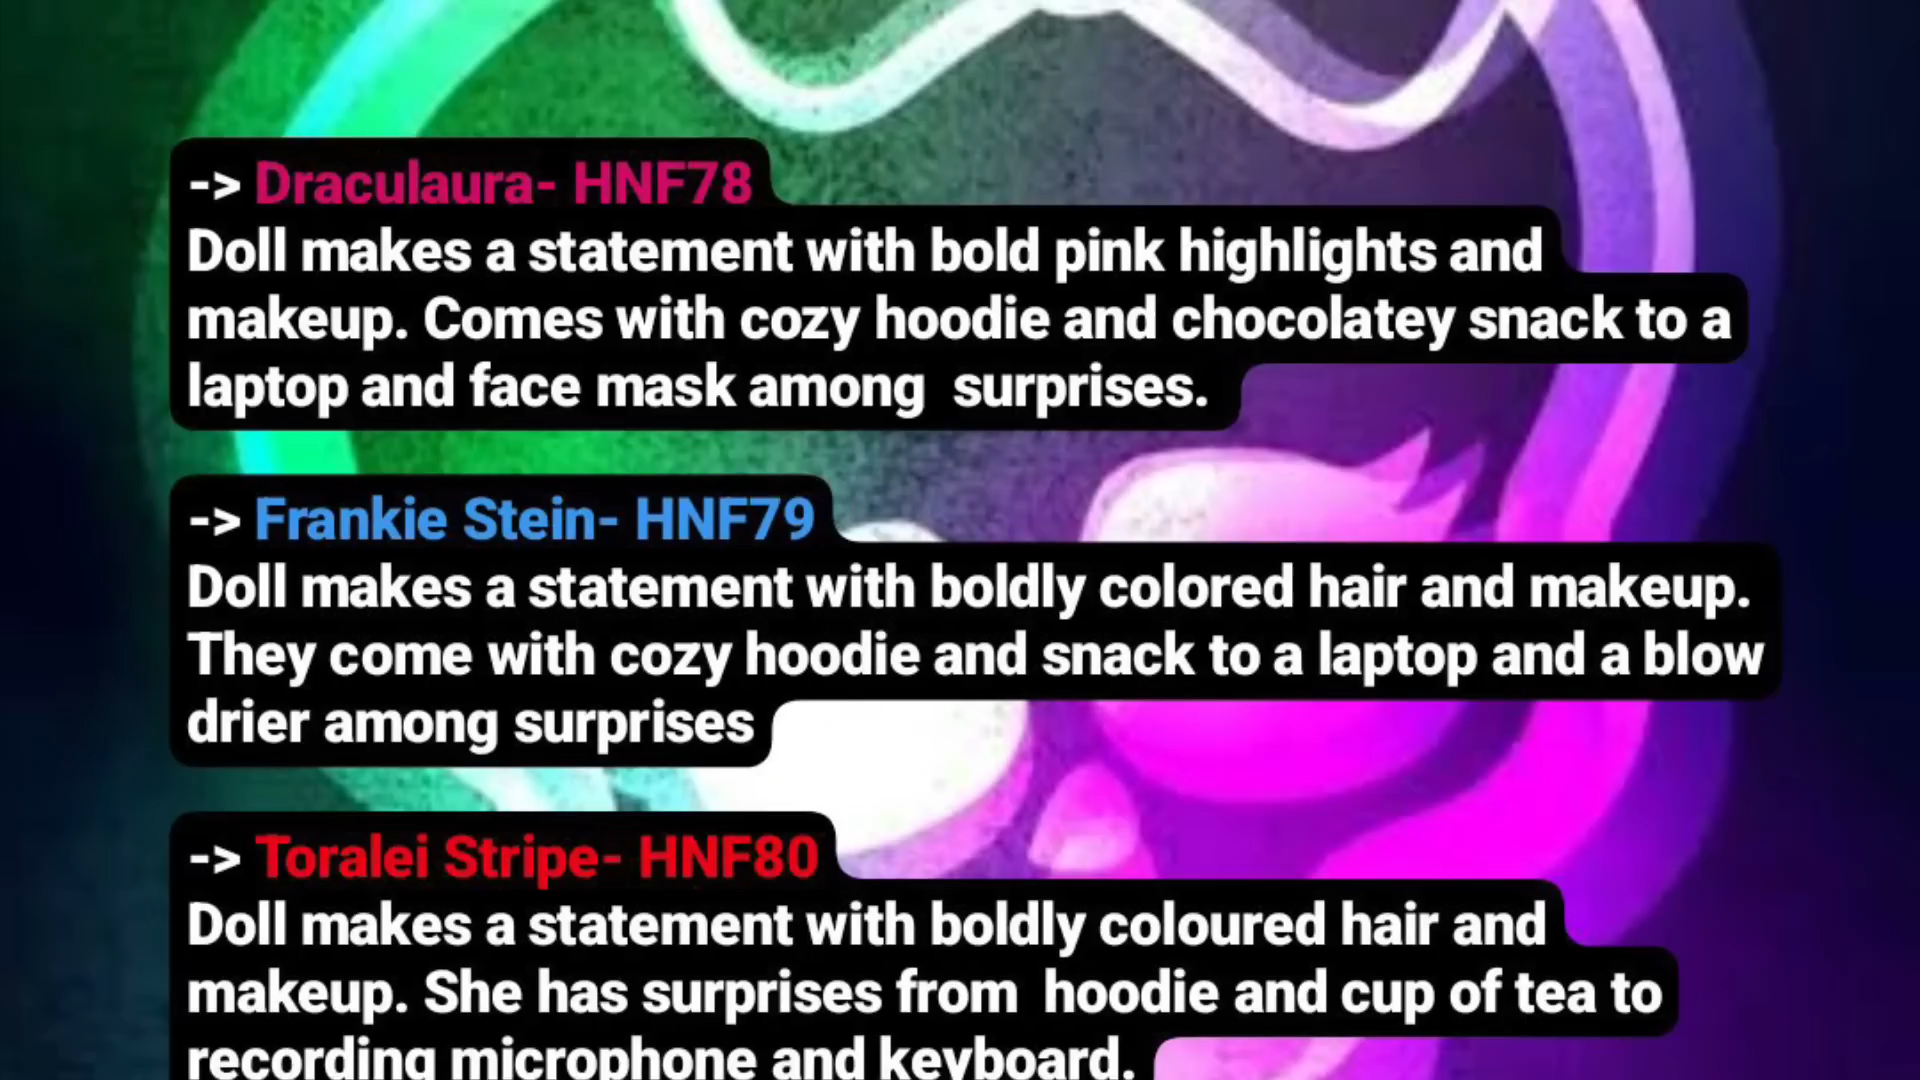 -> Draculaura- HNF78
Doll makes a statement with bold pink highlights and
makeup. Comes with cozy hoodie and chocolatey snack to a
laptop and face mask among  surprises.
-> Frankie Stein- HNF79
Doll makes a statement with boldly colored hair and makeup.
They come with cozy hoodie and snack to a laptop and a blow
drier among surprises
-> Toralei Stripe- HNF80
Doll makes a statement with boldly coloured hair and
makeup. She has surprises from  hoodie and cup of tea to
recording microphone and keyboard.